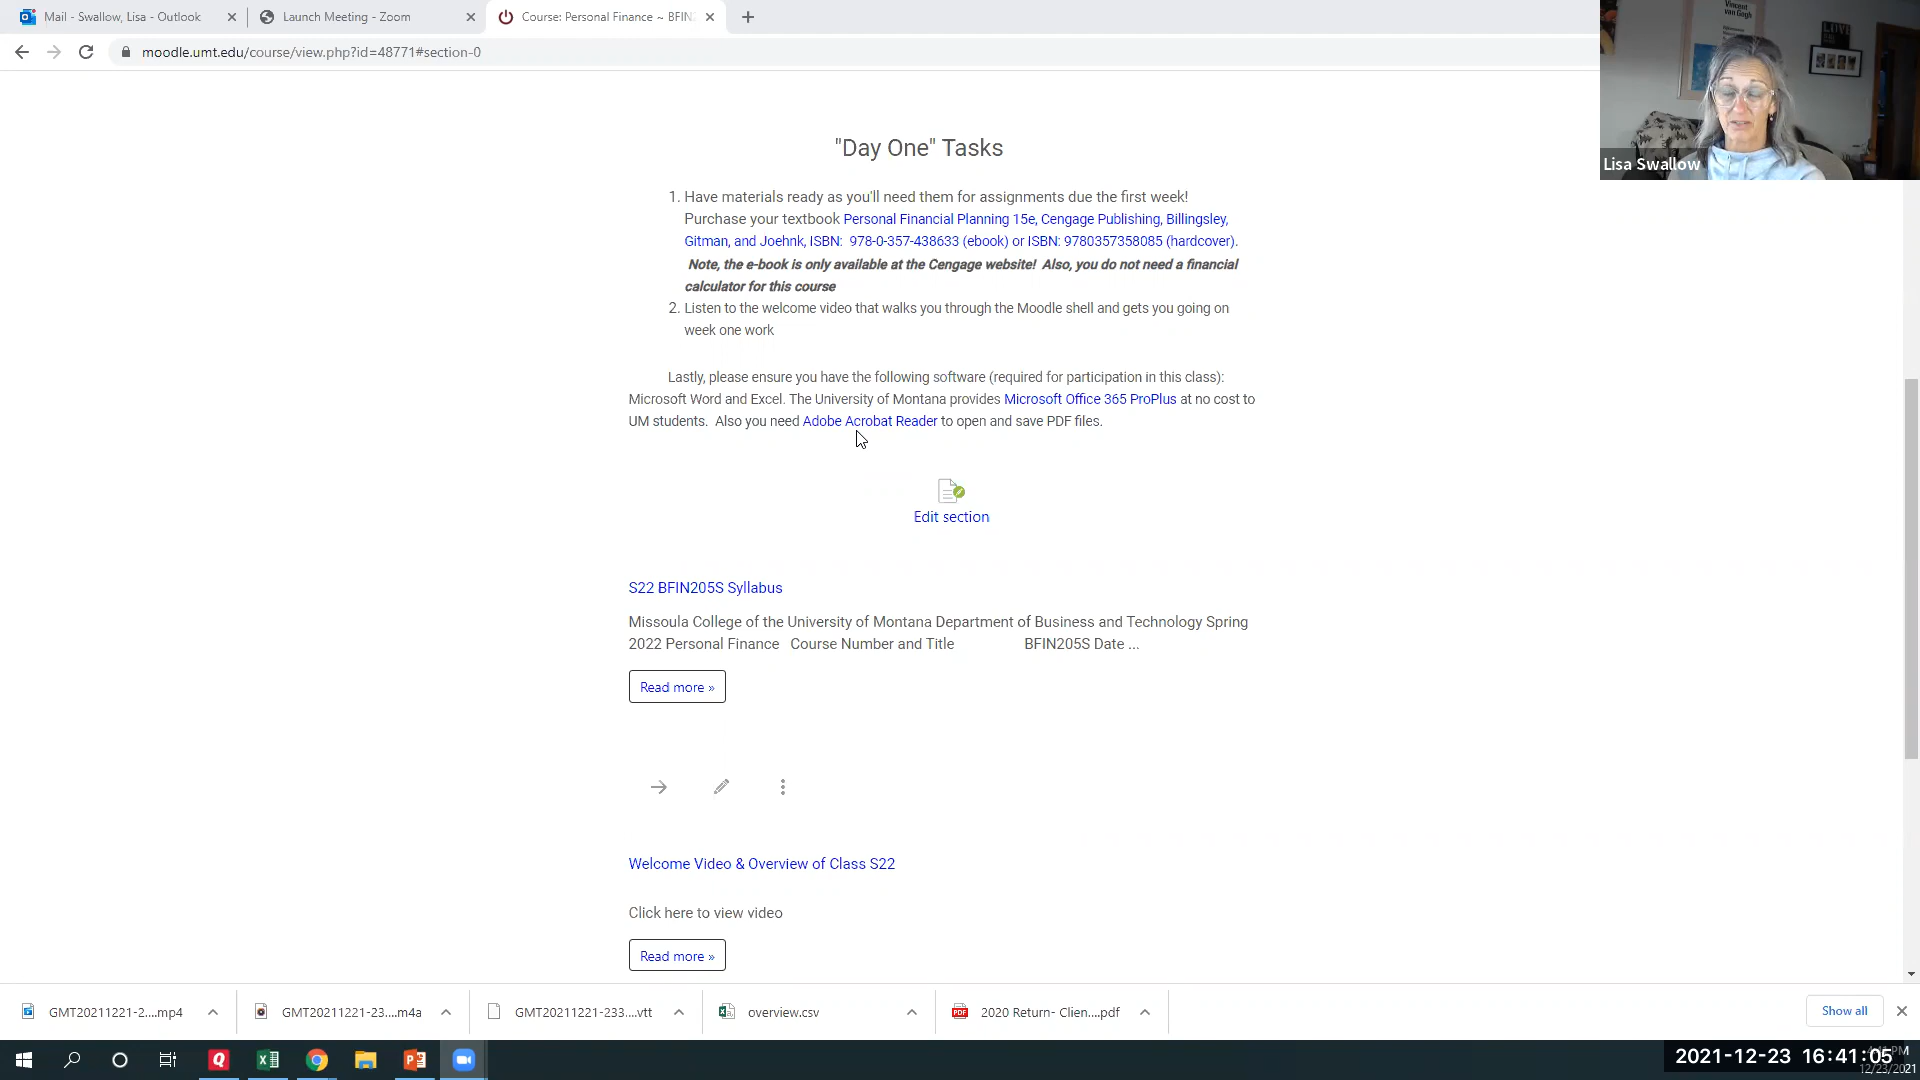 Mail - Swallow, Lisa - Outlook
Launch Meeting - Zoom
Course: Personal Finance ~ BFIN
moodle.umt.edu/course/view.php?id=48771#section-0
Vincent
van Gogh
LOVE
Lisa Swallow
"Day One" Tasks
1. Have materials ready as you'll need them for assignments due the first week!
Purchase your textbook Personal Financial Planning 15e, Cengage Publishing, Billingsley,
Gitman, and Joehnk, ISBN:  978-0-357-438633 (ebook) or ISBN: 9780357358085 (hardcover).
Note, the e-book is only available at the Cengage website!  Also, you do not need a financial
calculator for this course
2. Listen to the welcome video that walks you through the Moodle shell and gets you going on
week one work
Lastly, please ensure you have the following software (required for participation in this class):
Microsoft Word and Excel. The University of Montana provides Microsoft Office 365 ProPlus at no cost to
UM students.  Also you need Adobe Acrobat Reader to open and save PDF files.
Edit section
S22 BFIN205S Syllabus
Missoula College of the University of Montana Department of Business and Technology Spring
2022 Personal Finance   Course Number and Title                BFIN205S Date ...
Read more »
Welcome Video & Overview of Class S22
Click here to view video
Read more »
GMT20211221-2....mp4
GMT20211221-23....m4a
GMT20211221-233....vtt
overview.csv
2020 Return- Clien....pdf
Show all
2021-12-23 16:41:05
12/23/2021